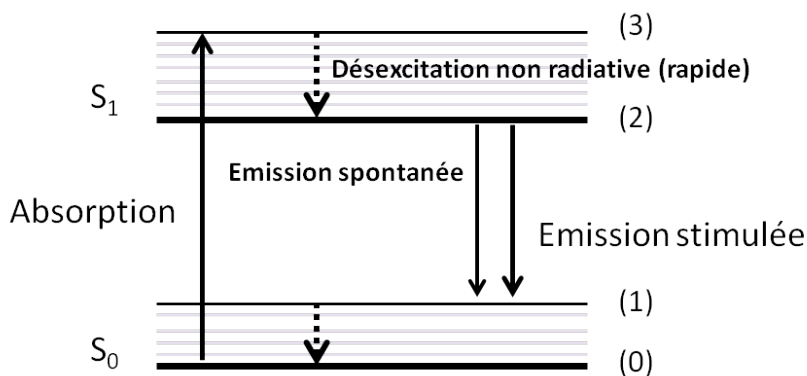 (3)
Désexcitation non radiative (rapide)
S1
(2)
Emission spontanée
Absorption
Emission stimulée
(1)
S0
(0)